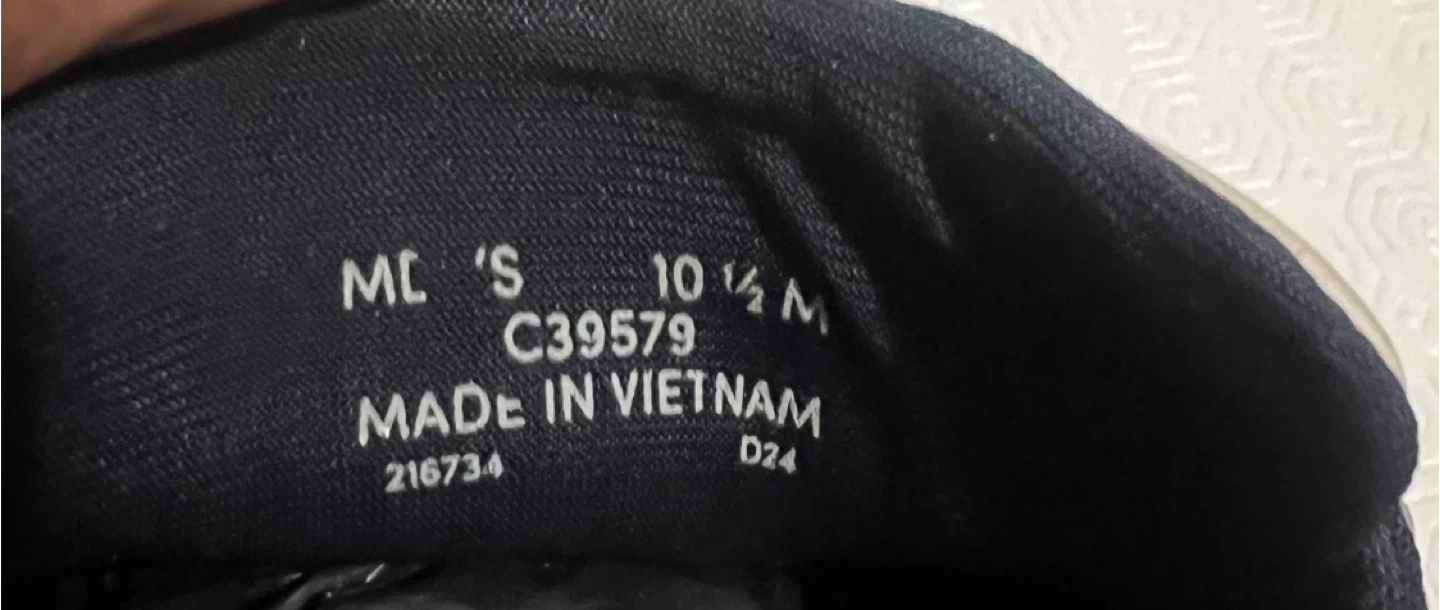 'S 10 ½ M
C39579
MADE IN VIETNAM
216734 D24